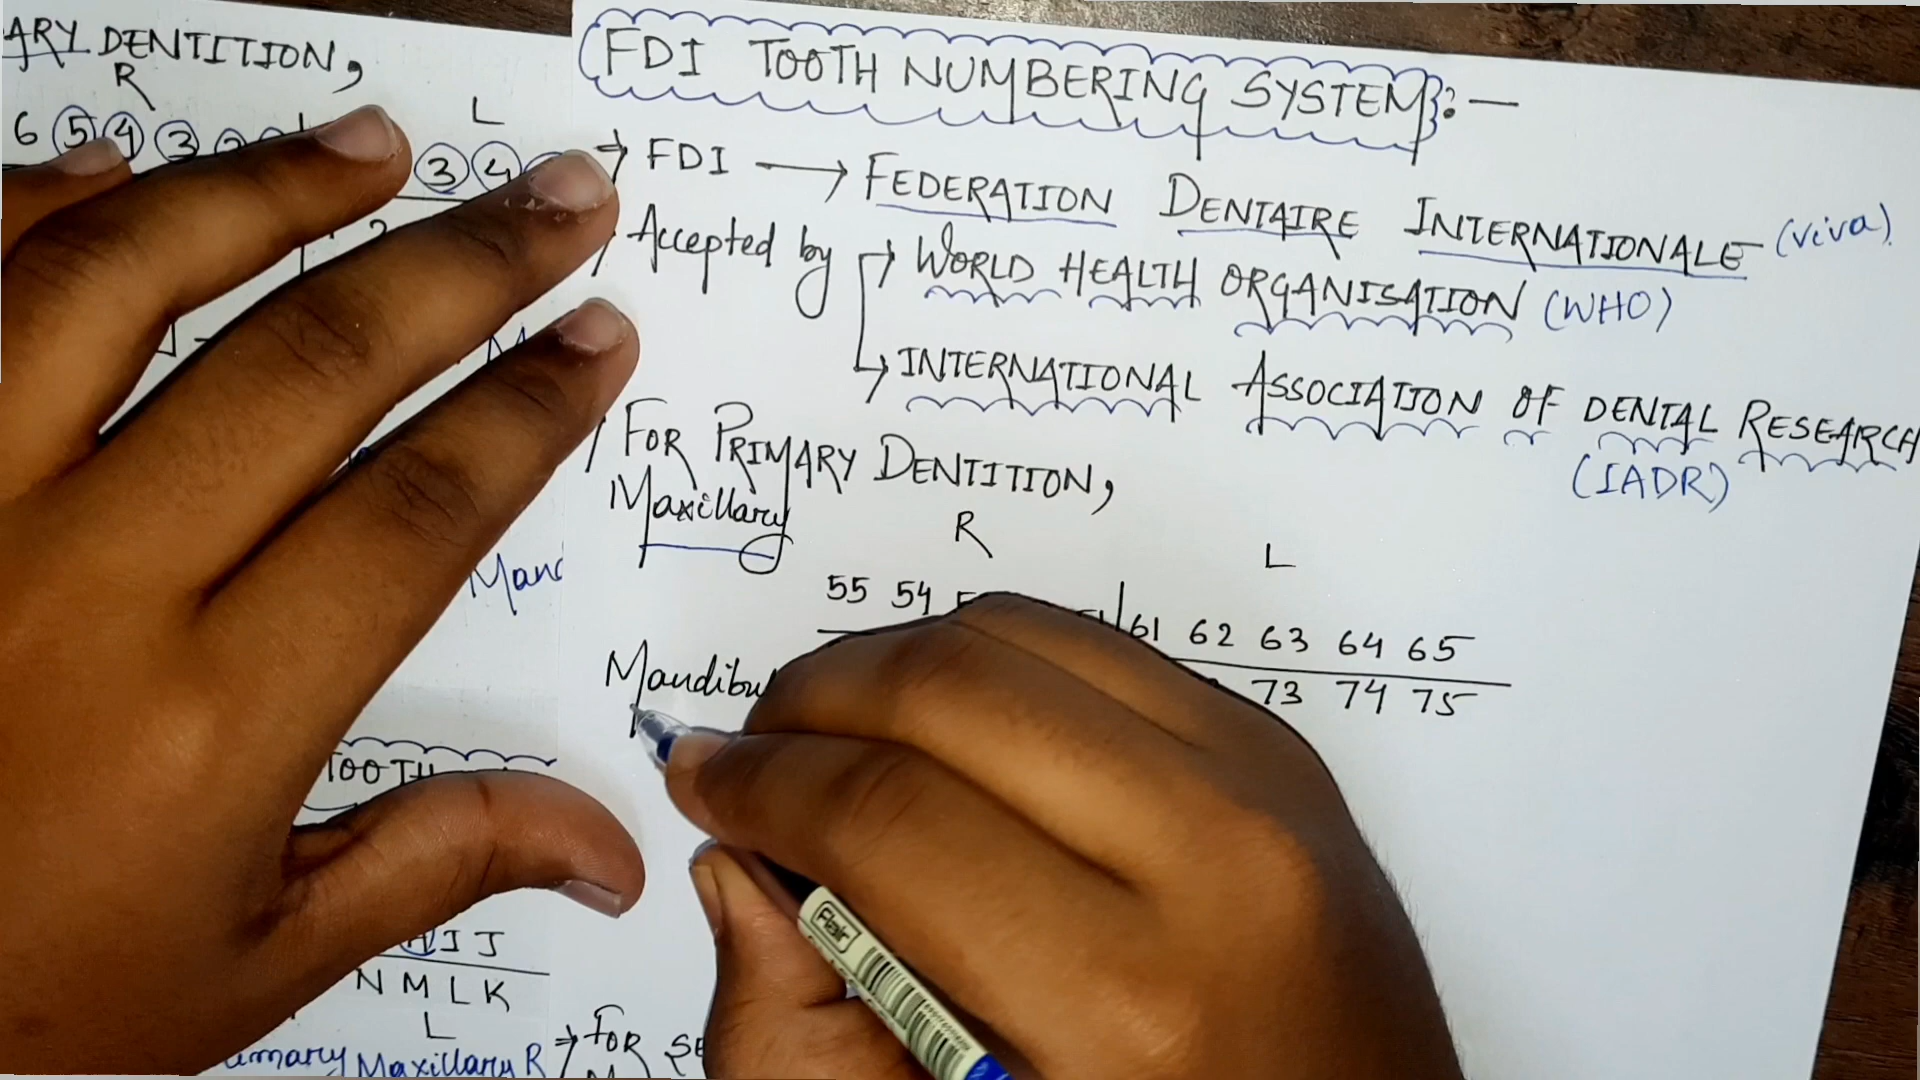 ARY DENTITION,
R
L
6 5 4 3
3 4
TOOTH
I J
N M L K
L
Maxillary R
FDI TOOTH NUMBERING SYSTEM:—
→ FDI → FEDERATION DENTAIRE INTERNATIONALE (viva)
Accepted by → WORLD HEALTH ORGANISATION (WHO)
→ INTERNATIONAL ASSOCIATION OF DENTAL RESEARCH
(IADR)
FOR PRIMARY DENTITION,
Maxillary
R
L
55 54 61 62 63 64 65
Mandibu
73 74 75
→ FOR SE
Flair